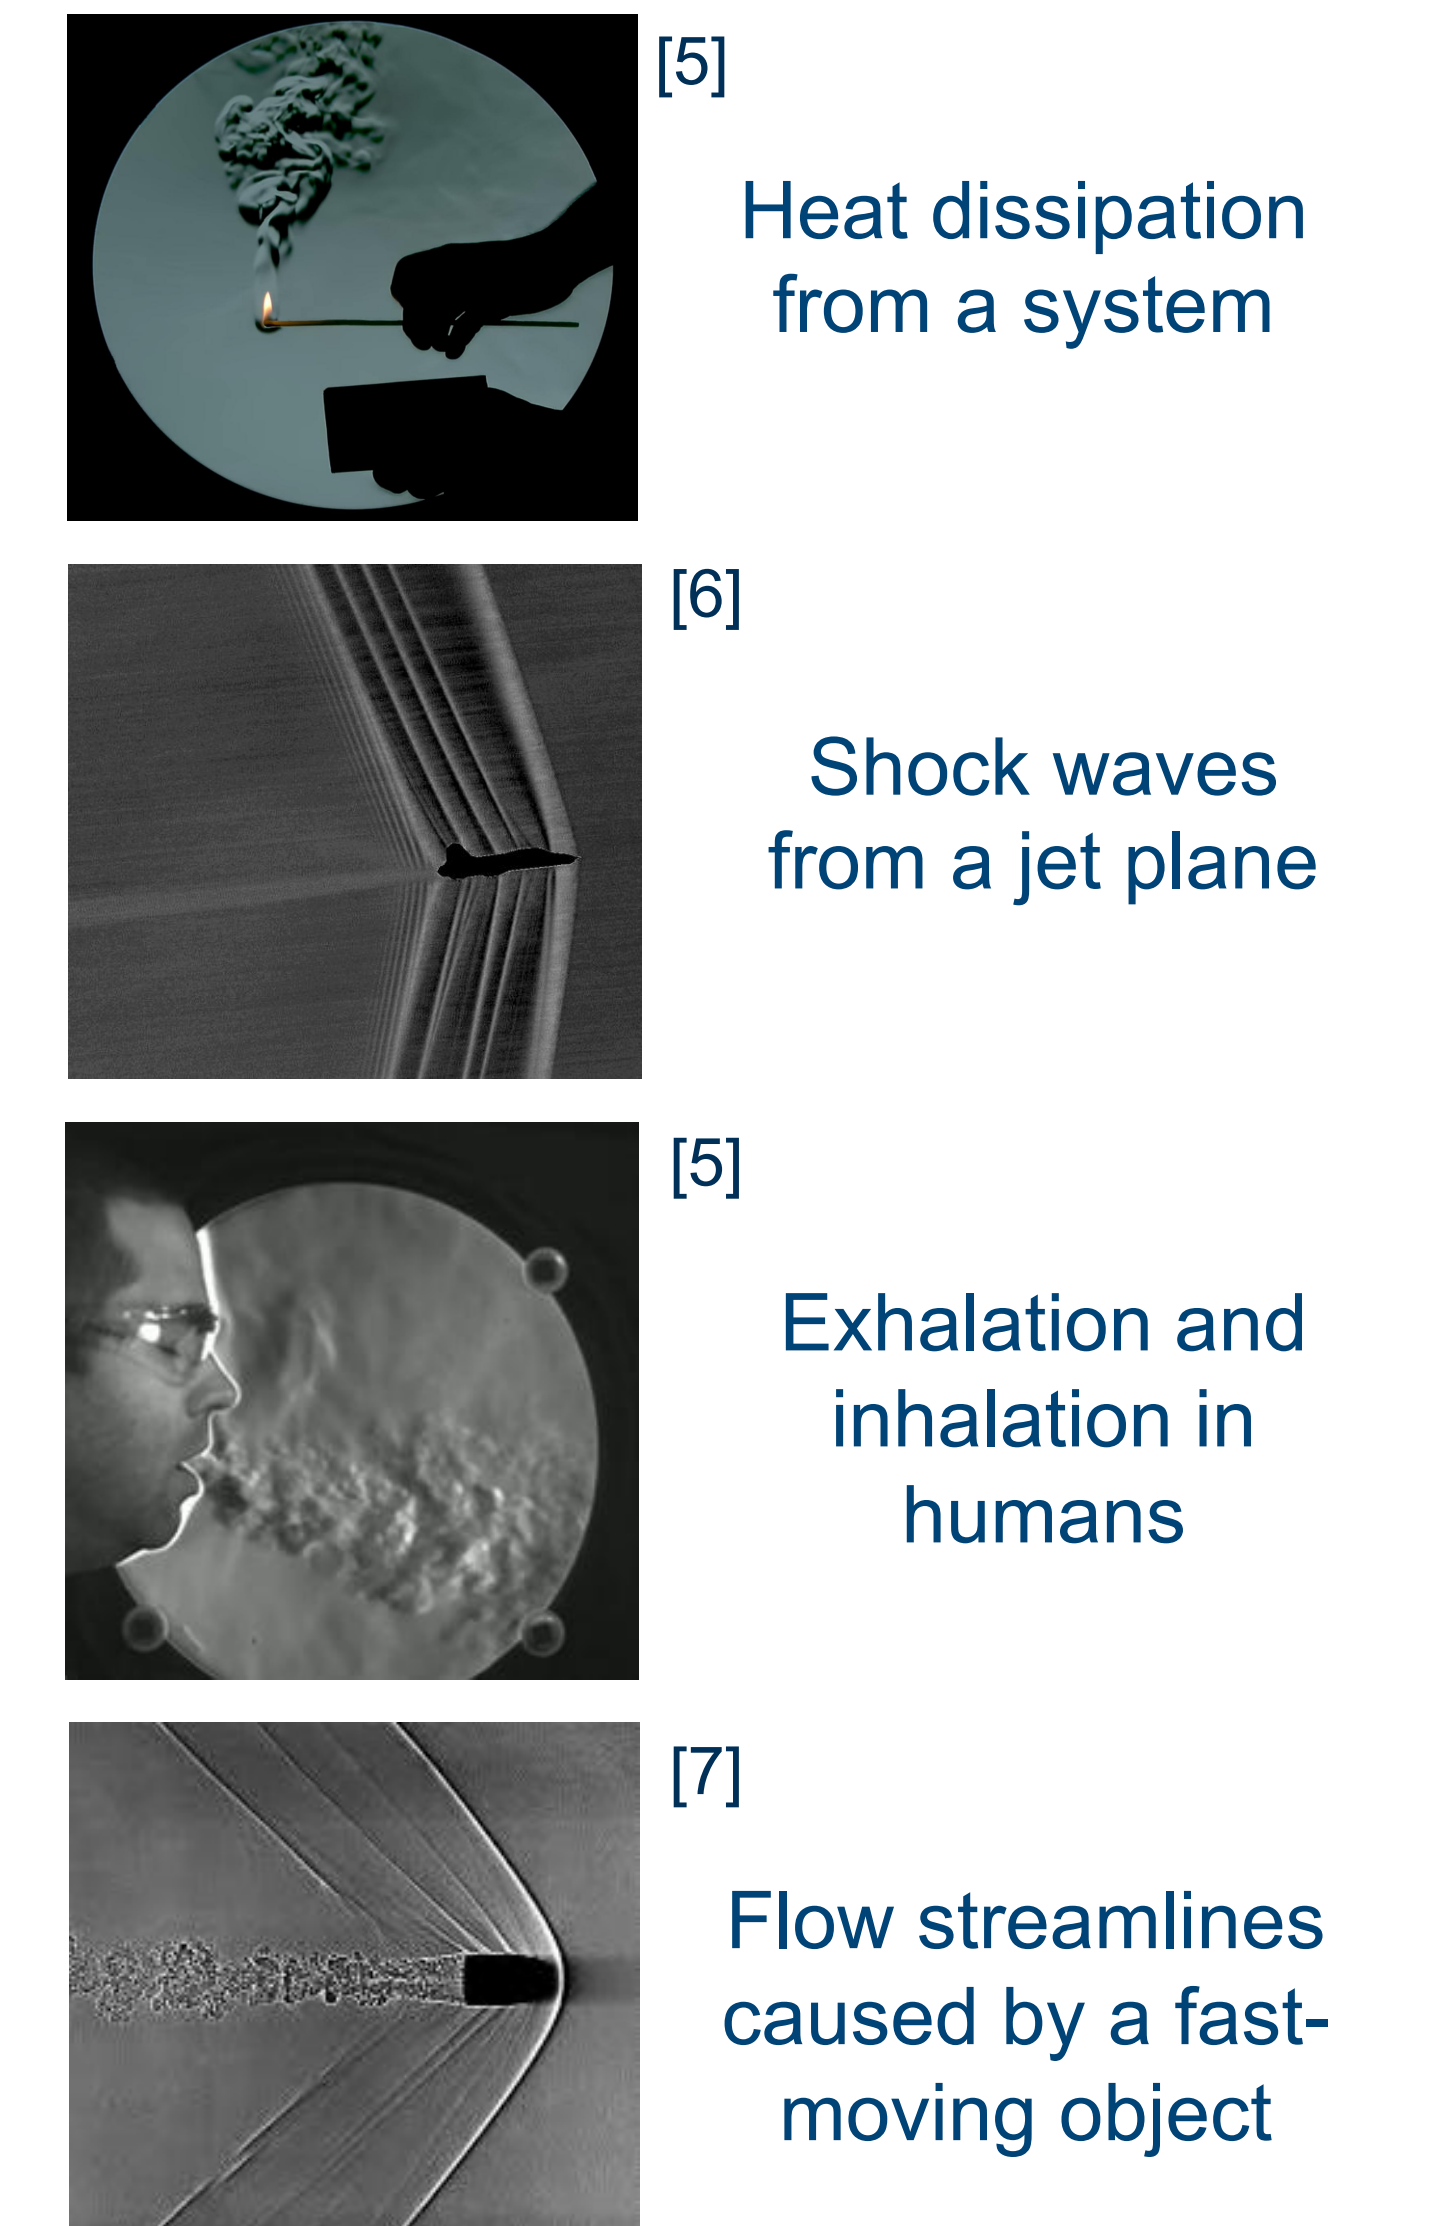 [5]
Heat dissipation
from a system
[6]
Shock waves
from a jet plane
[5]
Exhalation and
inhalation in
humans
[7]
Flow streamlines
caused by a fast-
moving object